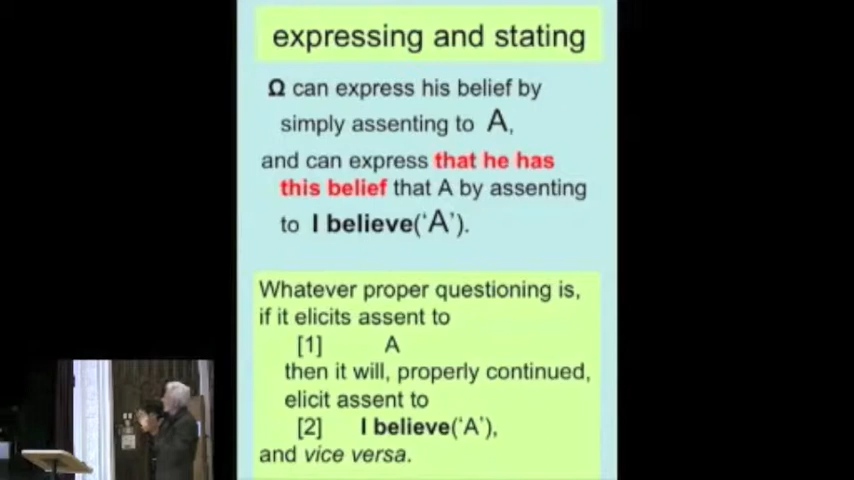 expressing and stating
Ω can express his belief by
simply assenting to A,
and can express that he has
this belief that A by assenting
to I believe(‘A’).
Whatever proper questioning is,
if it elicits assent to
[1] A
then it will, properly continued,
elicit assent to
[2] I believe(‘A’),
and vice versa.